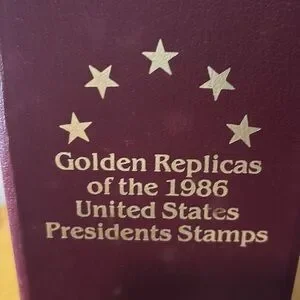 Golden Replicas
of the 1986
United States
Presidents Stamps